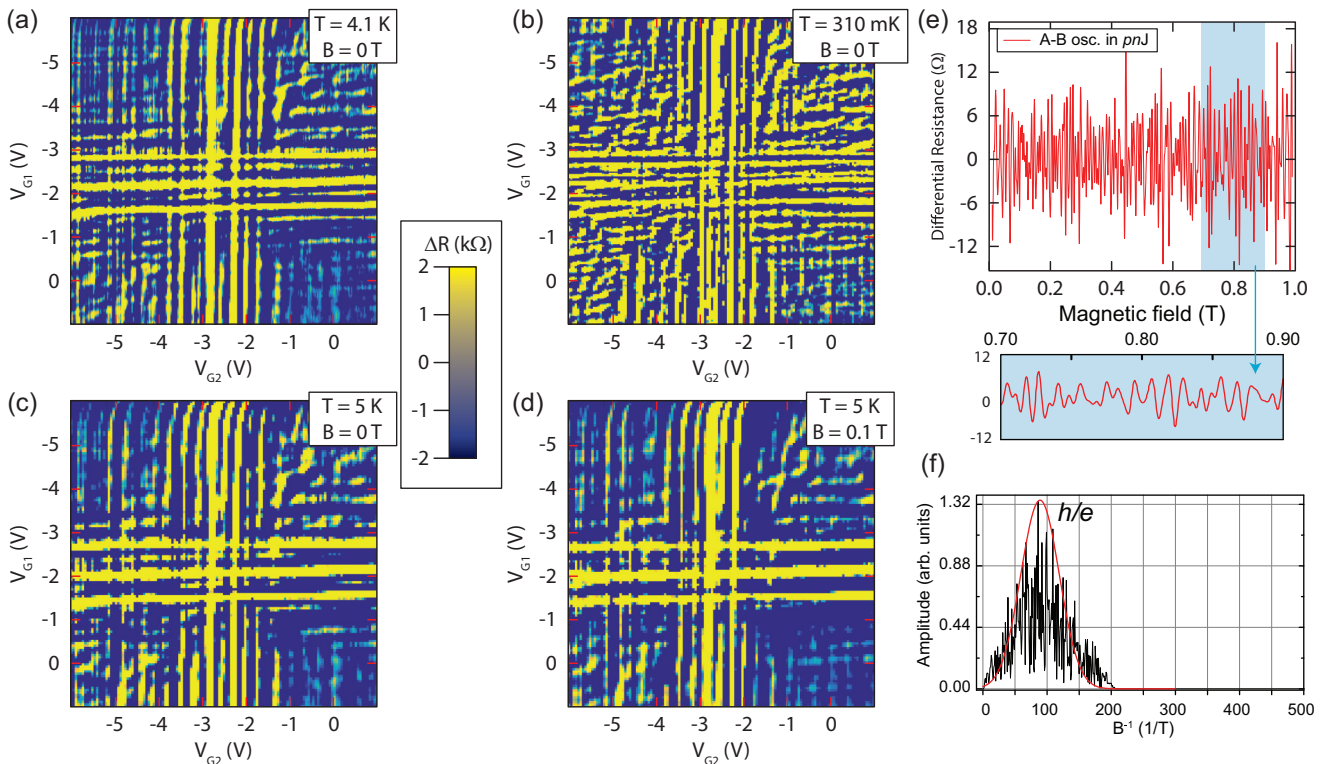 (a)
T = 4.1 K
B = 0 T
-5
-4
-3
-2
-1
0
V_G1 (V)
-5 -4 -3 -2 -1 0
V_G2 (V)
(b)
T = 310 mK
B = 0 T
-5
-4
-3
-2
-1
0
V_G1 (V)
-5 -4 -3 -2 -1 0
V_G2 (V)
ΔR (kΩ)
2
1
0
-1
-2
(c)
T = 5 K
B = 0 T
-5
-4
-3
-2
-1
0
V_G1 (V)
-5 -4 -3 -2 -1 0
V_G2 (V)
(d)
T = 5 K
B = 0.1 T
-5
-4
-3
-2
-1
0
V_G1 (V)
-5 -4 -3 -2 -1 0
V_G2 (V)
(e)
A-B osc. in pnJ
18
12
6
0
-6
-12
Differential Resistance (Ω)
0.0 0.2 0.4 0.6 0.8 1.0
Magnetic field (T)
0.70 0.80 0.90
12
0
-12
(f)
h/e
1.32
0.88
0.44
0.00
Amplitude (arb. units)
0 100 200 300 400 500
B⁻¹ (1/T)